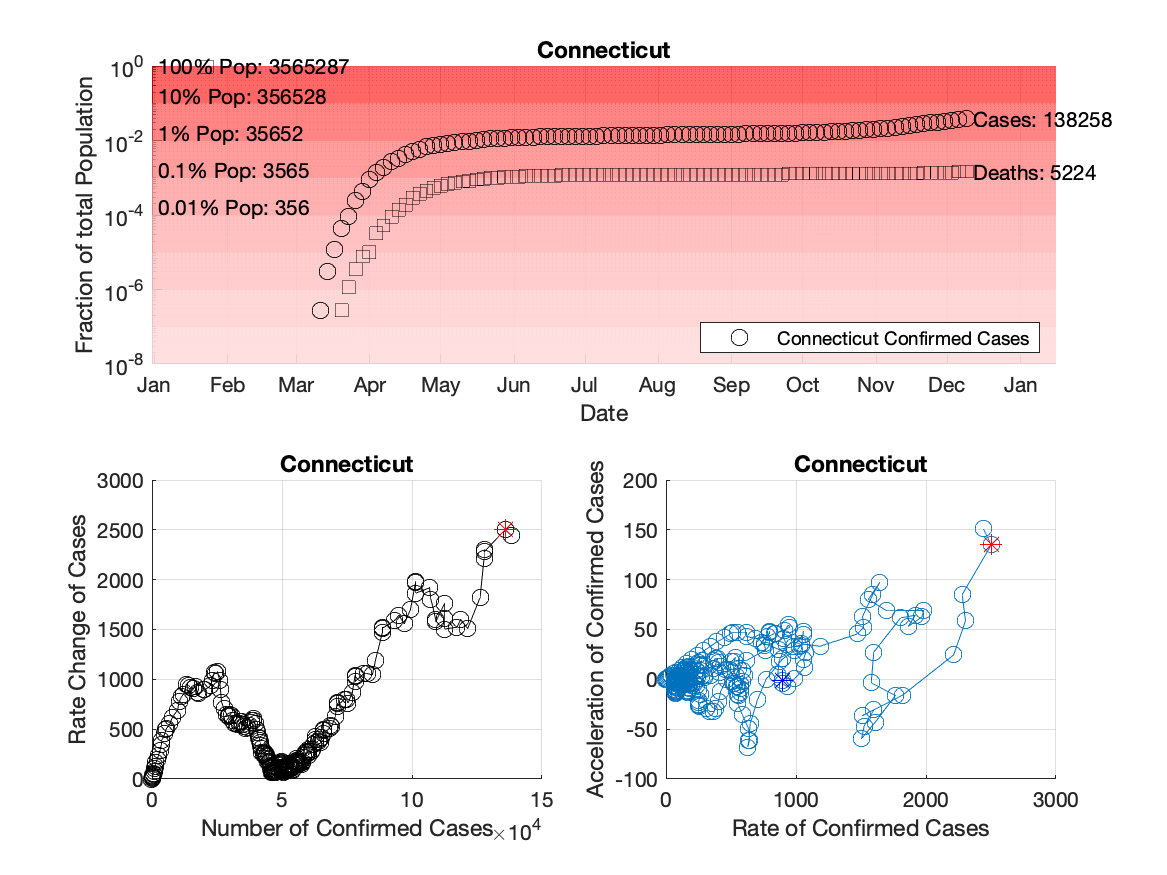 Connecticut
Fraction of total Population
10^0
10^-2
10^-4
10^-6
10^-8
100% Pop: 3565287
10% Pop: 356528
1% Pop: 35652
0.1% Pop: 3565
0.01% Pop: 356
Cases: 138258
Deaths: 5224
Connecticut Confirmed Cases
Jan Feb Mar Apr May Jun Jul Aug Sep Oct Nov Dec Jan
Date
Connecticut
Rate Change of Cases
3000
2500
2000
1500
1000
500
0
0 5 10 15
Number of Confirmed Cases
×10^4
Connecticut
Acceleration of Confirmed Cases
200
150
100
50
0
-50
-100
0 1000 2000 3000
Rate of Confirmed Cases